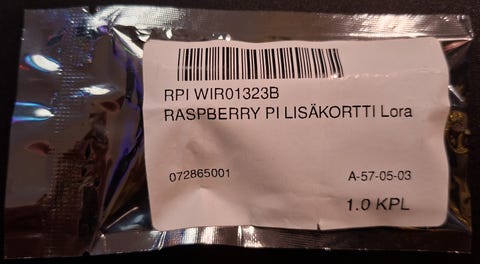 RPI WIR01323B
RASPBERRY PI LISÄKORTTI Lora
072865001 A-57-05-03
1.0 KPL